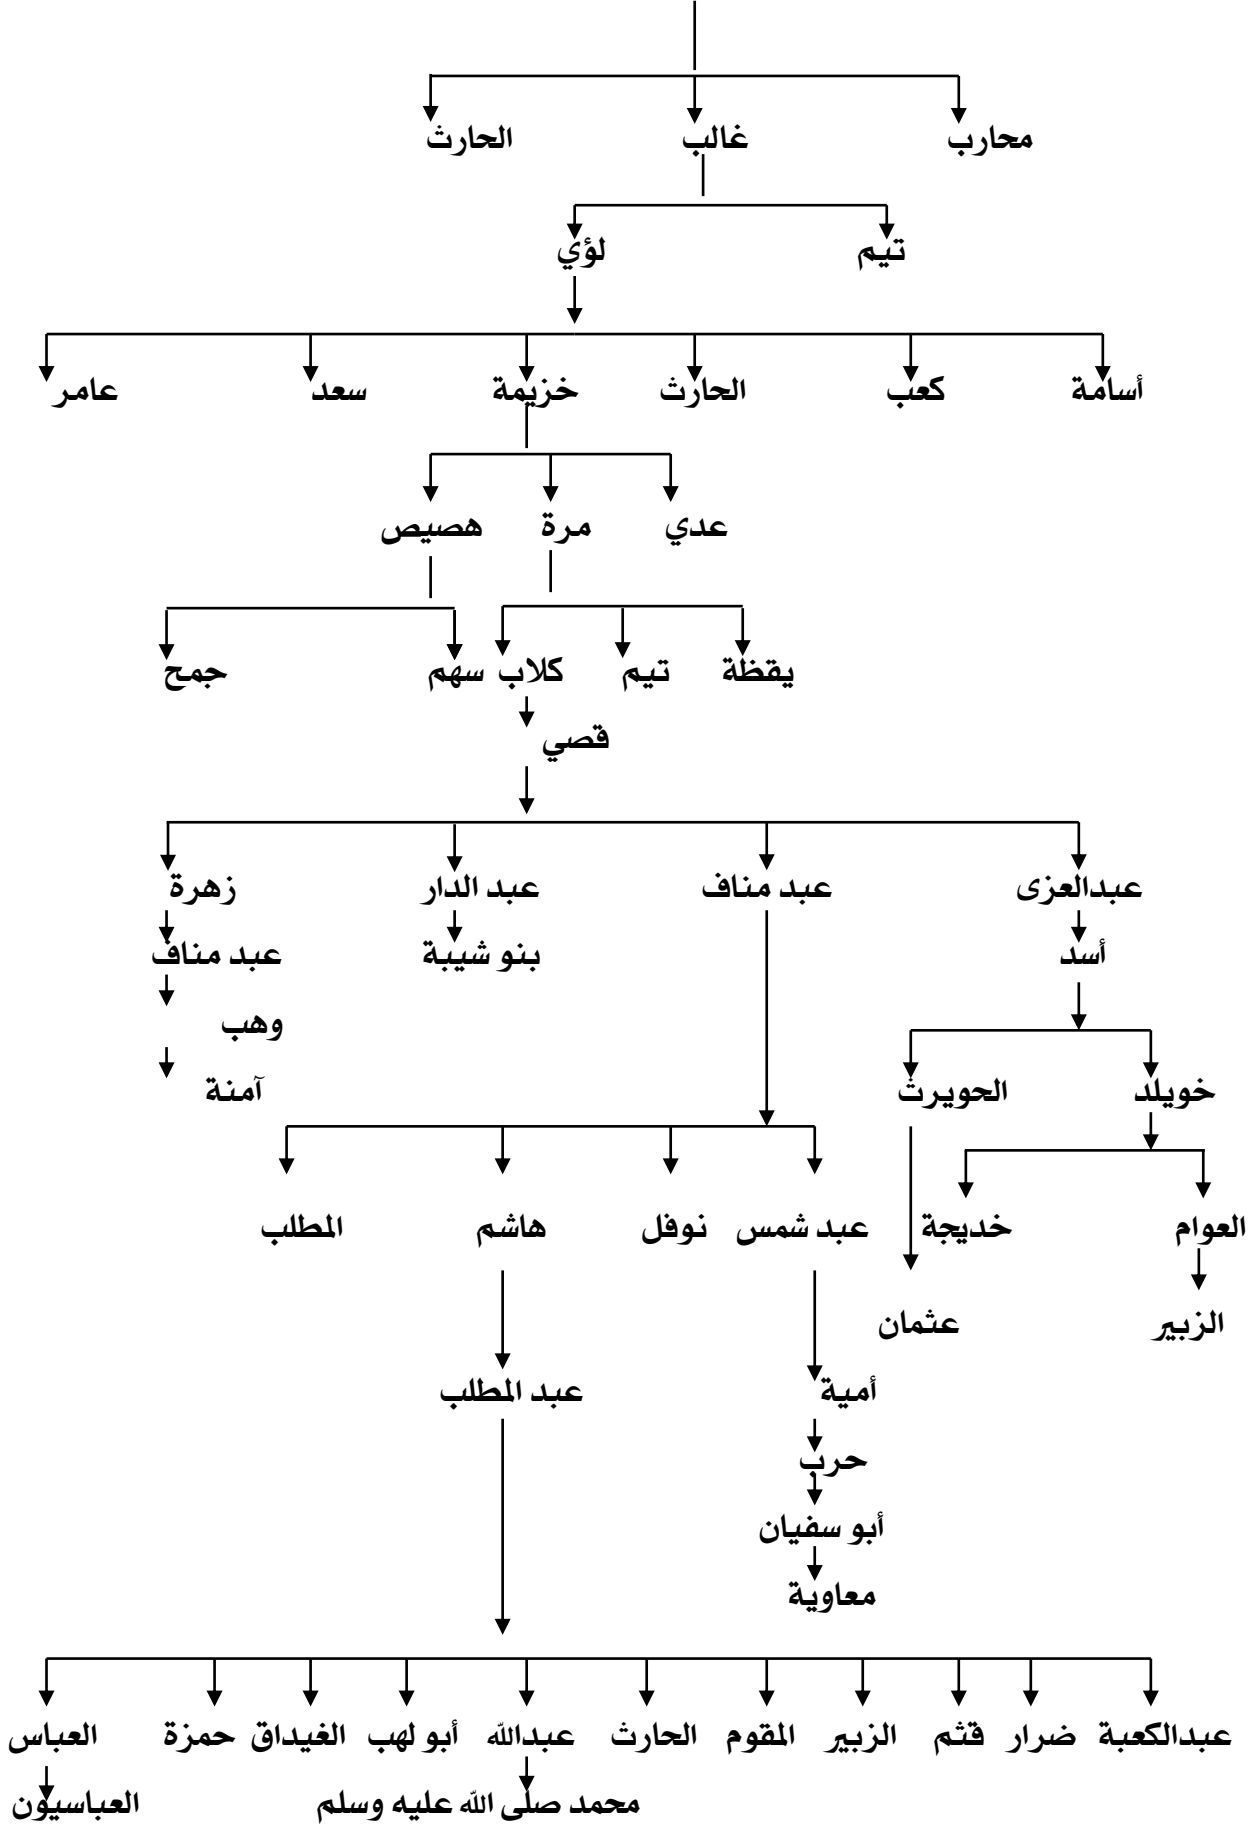 محارب غالب الحارث
تيم لؤي
أسامة كعب الحارث خزيمة سعد عامر
عدي مرة هصيص
يقظة تيم كلاب سهم جمح
قصي
عبدالعزى عبد مناف عبد الدار زهرة
أسد بنو شيبة عبد مناف
وهب
خويلد الحويرث آمنة
العوام خديجة عبد شمس نوفل هاشم المطلب
الزبير عثمان
أمية عبد المطلب
حرب
أبو سفيان
معاوية
عبدالكعبة ضرار قثم الزبير المقوم الحارث عبدالله أبو لهب الغيداق حمزة العباس
محمد صلى الله عليه وسلم العباسيون